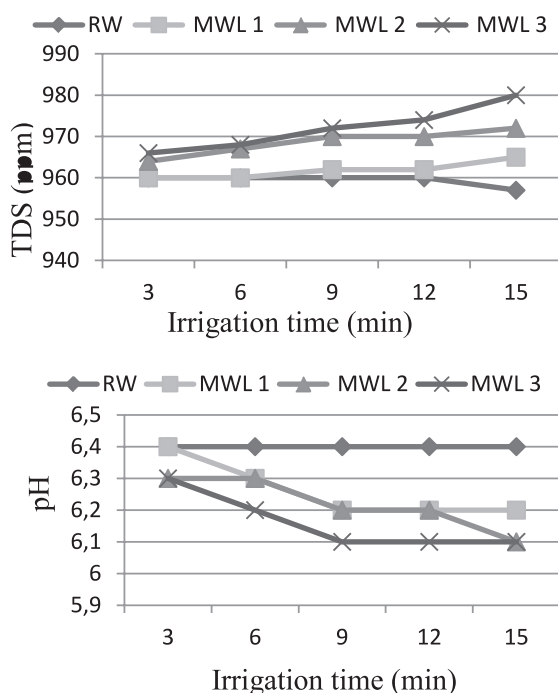 RW MWL 1 MWL 2 MWL 3
990
980
970
960
950
940
TDS (ppm)
3 6 9 12 15
Irrigation time (min)
RW MWL 1 MWL 2 MWL 3
6,5
6,4
6,3
6,2
6,1
6
5,9
pH
3 6 9 12 15
Irrigation time (min)